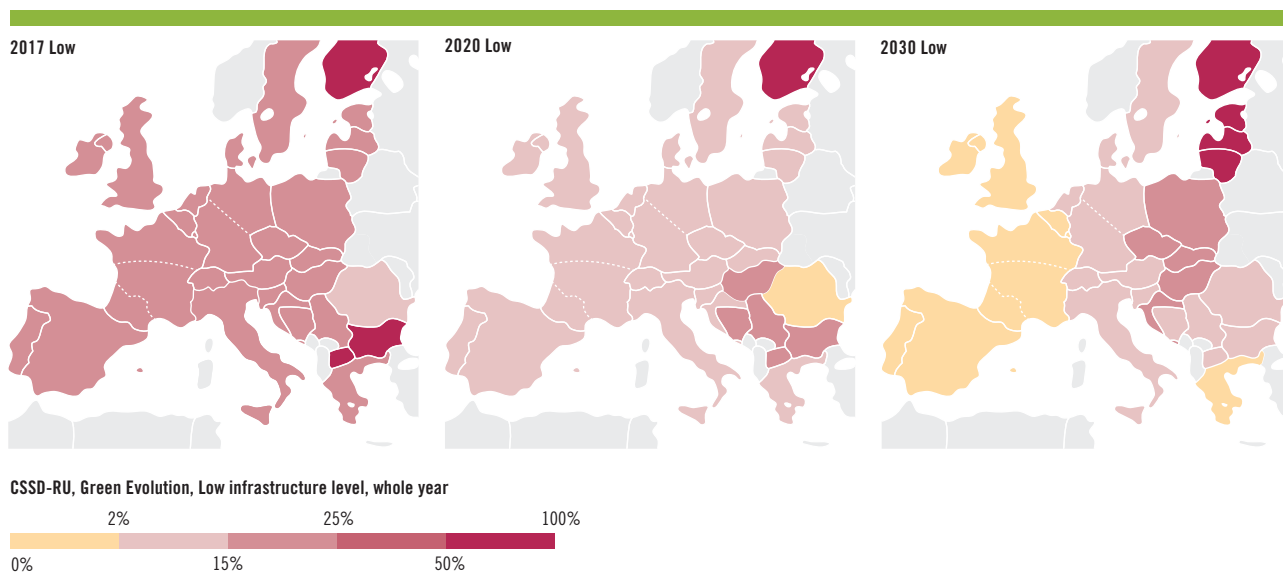 2017 Low
2020 Low
2030 Low
CSSD-RU, Green Evolution, Low infrastructure level, whole year
2% 25% 100%
0% 15% 50%